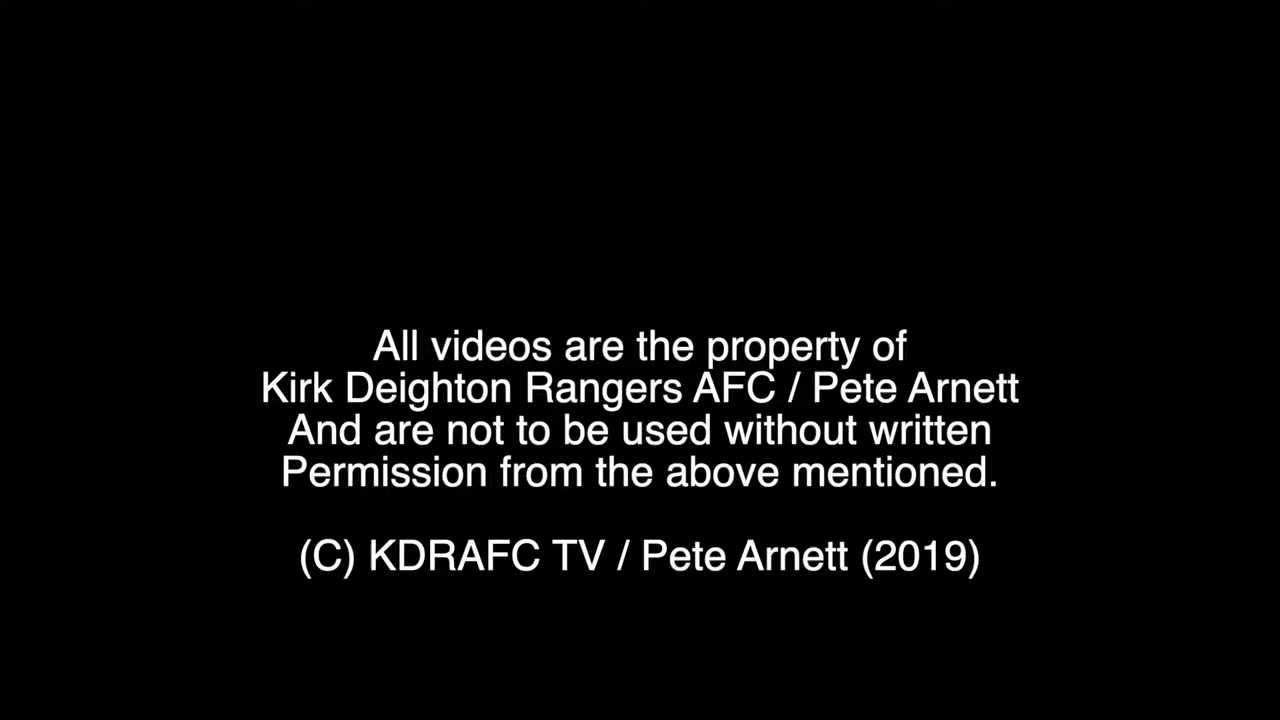 All videos are the property of
Kirk Deighton Rangers AFC / Pete Arnett
And are not to be used without written
Permission from the above mentioned.
(C) KDRAFC TV / Pete Arnett (2019)